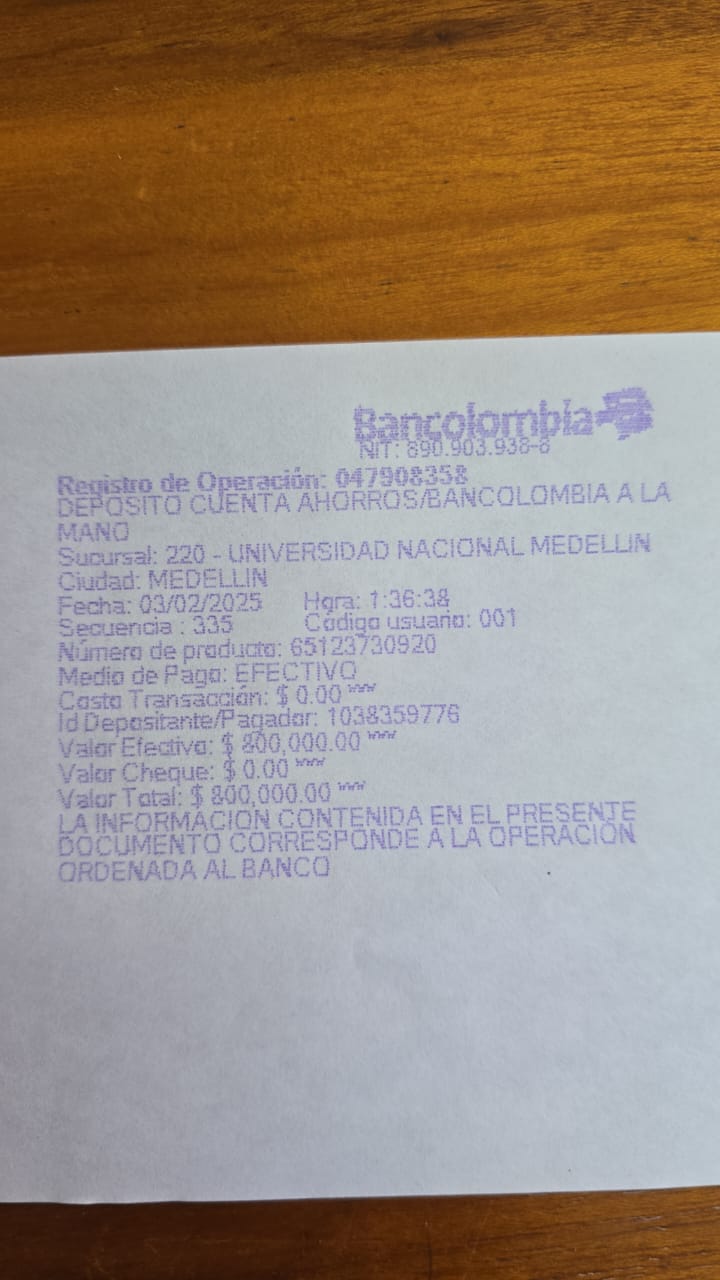 Bancolombia
NIT: 890.903.938-8
Registro de Operación: 047908358
DEPOSITO CUENTA AHORROS/BANCOLOMBIA A LA
MANO
Sucursal: 220 - UNIVERSIDAD NACIONAL MEDELLIN
Ciudad: MEDELLIN
Fecha: 03/02/2025 Hora: 1:36:38
Secuencia : 335 Código usuario: 001
Número de producto: 65123730920
Medio de Pago: EFECTIVO
Costo Transacción: $ 0.00 ***
Id Depositante/Pagador: 1038359776
Valor Efectivo: $ 800,000.00 ***
Valor Cheque: $ 0.00 ***
Valor Total: $ 800,000.00 ***
LA INFORMACION CONTENIDA EN EL PRESENTE
DOCUMENTO CORRESPONDE A LA OPERACIÓN
ORDENADA AL BANCO